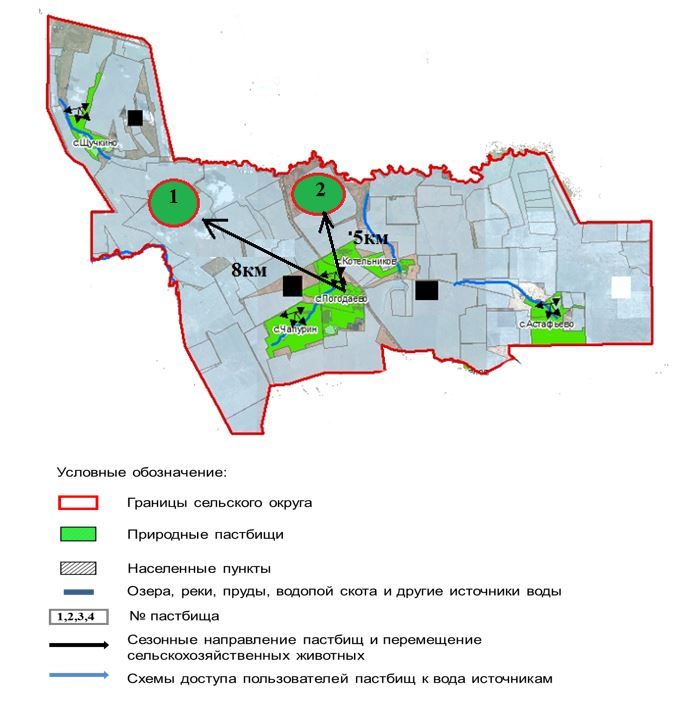 с.Щучкино
1
2
5км
с.Котельников
8км
с.Погодаево
с.Чапурин
с.Астафьево
Условные обозначение:
Границы сельского округа
Природные пастбищи
Населенные пункты
Озера, реки, пруды, водопой скота и другие источники воды
1,2,3,4 № пастбища
Сезонные направление пастбищ и перемещение
сельскохозяйственных животных
Схемы доступа пользователей пастбищ к вода источникам